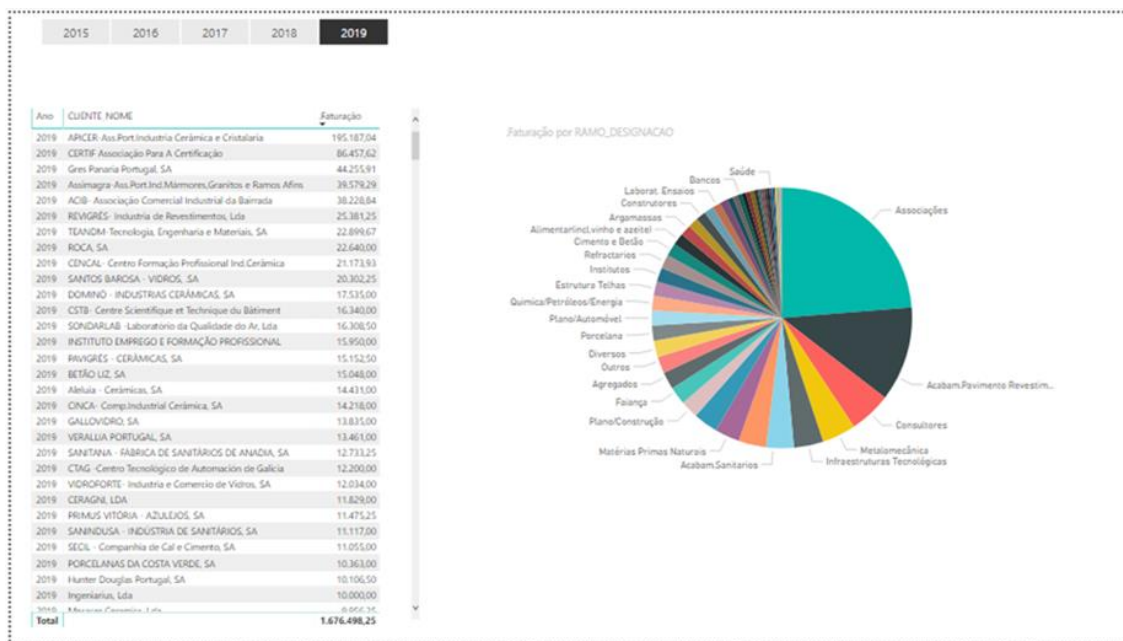 2015 2016 2017 2018 2019
Ano CLIENTE_NOME .Faturação
2019 APICER-Ass.Port.Industria Cerâmica e Cristalaria 195.187,04
2019 CERTIF Associação Para A Certificação 86.457,62
2019 Gres Panaria Portugal, SA 44.255,91
2019 Assimagra-Ass.Port.Ind.Mármores,Granitos e Ramos Afins 39.579,29
2019 ACIB- Associação Comercial Industrial da Bairrada 38.228,84
2019 REVIGRÉS- Industria de Revestimentos, Lda 25.381,25
2019 TEANDM-Tecnologia, Engenharia e Materiais, SA 22.899,67
2019 ROCA, SA 22.640,00
2019 CENCAL- Centro Formação Profissional Ind.Cerâmica 21.173,93
2019 SANTOS BAROSA - VIDROS, .SA 20.302,25
2019 DOMINÓ - INDUSTRIAS CERÂMICAS, SA 17.535,00
2019 CSTB- Centre Scientifique et Technique du Bâtiment 16.340,00
2019 SONDARLAB -Laboratório da Qualidade do Ar, Lda 16.308,50
2019 INSTITUTO EMPREGO E FORMAÇÃO PROFISSIONAL 15.950,00
2019 PAVIGRÉS - CERÂMICAS, SA 15.152,50
2019 BETÃO LIZ, SA 15.048,00
2019 Aleluia - Cerâmicas, SA 14.431,00
2019 CINCA- Comp.Industrial Cerâmica, SA 14.218,00
2019 GALLOVIDRO, SA 13.835,00
2019 VERALLIA PORTUGAL, SA 13.461,00
2019 SANITANA - FÁBRICA DE SANITÁRIOS DE ANADIA, SA 12.733,25
2019 CTAG -Centro Tecnológico de Automación de Galicia 12.200,00
2019 VIDROFORTE- Industria e Comercio de Vidros, SA 12.034,00
2019 CERAGNI, LDA 11.829,00
2019 PRIMUS VITÓRIA - AZULEJOS, SA 11.475,25
2019 SANINDUSA - INDÚSTRIA DE SANITÁRIOS, SA 11.117,00
2019 SECIL - Companhia de Cal e Cimento, SA 11.055,00
2019 PORCELANAS DA COSTA VERDE, SA 10.363,00
2019 Hunter Douglas Portugal, SA 10.106,50
2019 Ingeniarius, Lda 10.000,00
Total 1.676.498,25
.Faturação por RAMO_DESIGNACAO
Saúde
Bancos
Laborat. Ensaios
Construtores
Argamassas
Alimentar(incl.vinho e azeite)
Cimento e Betão
Refractarios
Institutos
Estrutura Telhas
Quimica/Petróleos/Energia
Plano/Automóvel
Porcelana
Diversos
Outros
Agregados
Faiança
Plano/Construção
Matérias Primas Naturais
Acabam.Sanitarios
Infraestruturas Tecnológicas
Metalomecânica
Consultores
Acabam.Pavimento Revestim...
Associações